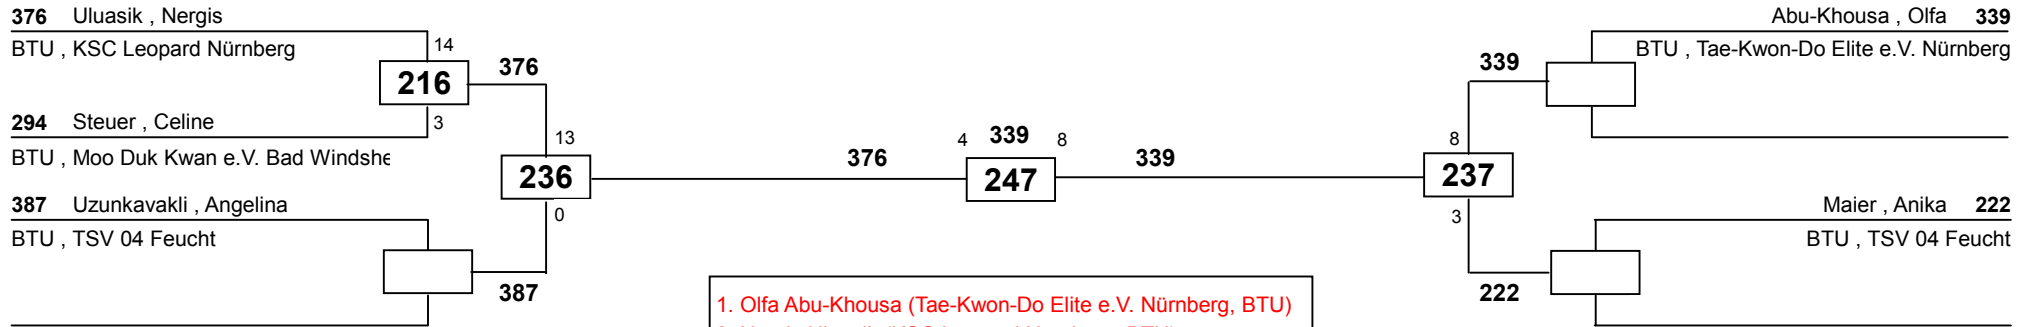 376 Uluasik , Nergis
BTU , KSC Leopard Nürnberg
14
216
376
294 Steuer , Celine
3
BTU , Moo Duk Kwan e.V. Bad Windshe
13
236
0
387 Uzunkavakli , Angelina
BTU , TSV 04 Feucht
387
376
4 339 8
247
339
Abu-Khousa , Olfa 339
BTU , Tae-Kwon-Do Elite e.V. Nürnberg
339
8
237
3
Maier , Anika 222
BTU , TSV 04 Feucht
222
1. Olfa Abu-Khousa (Tae-Kwon-Do Elite e.V. Nürnberg, BTU)